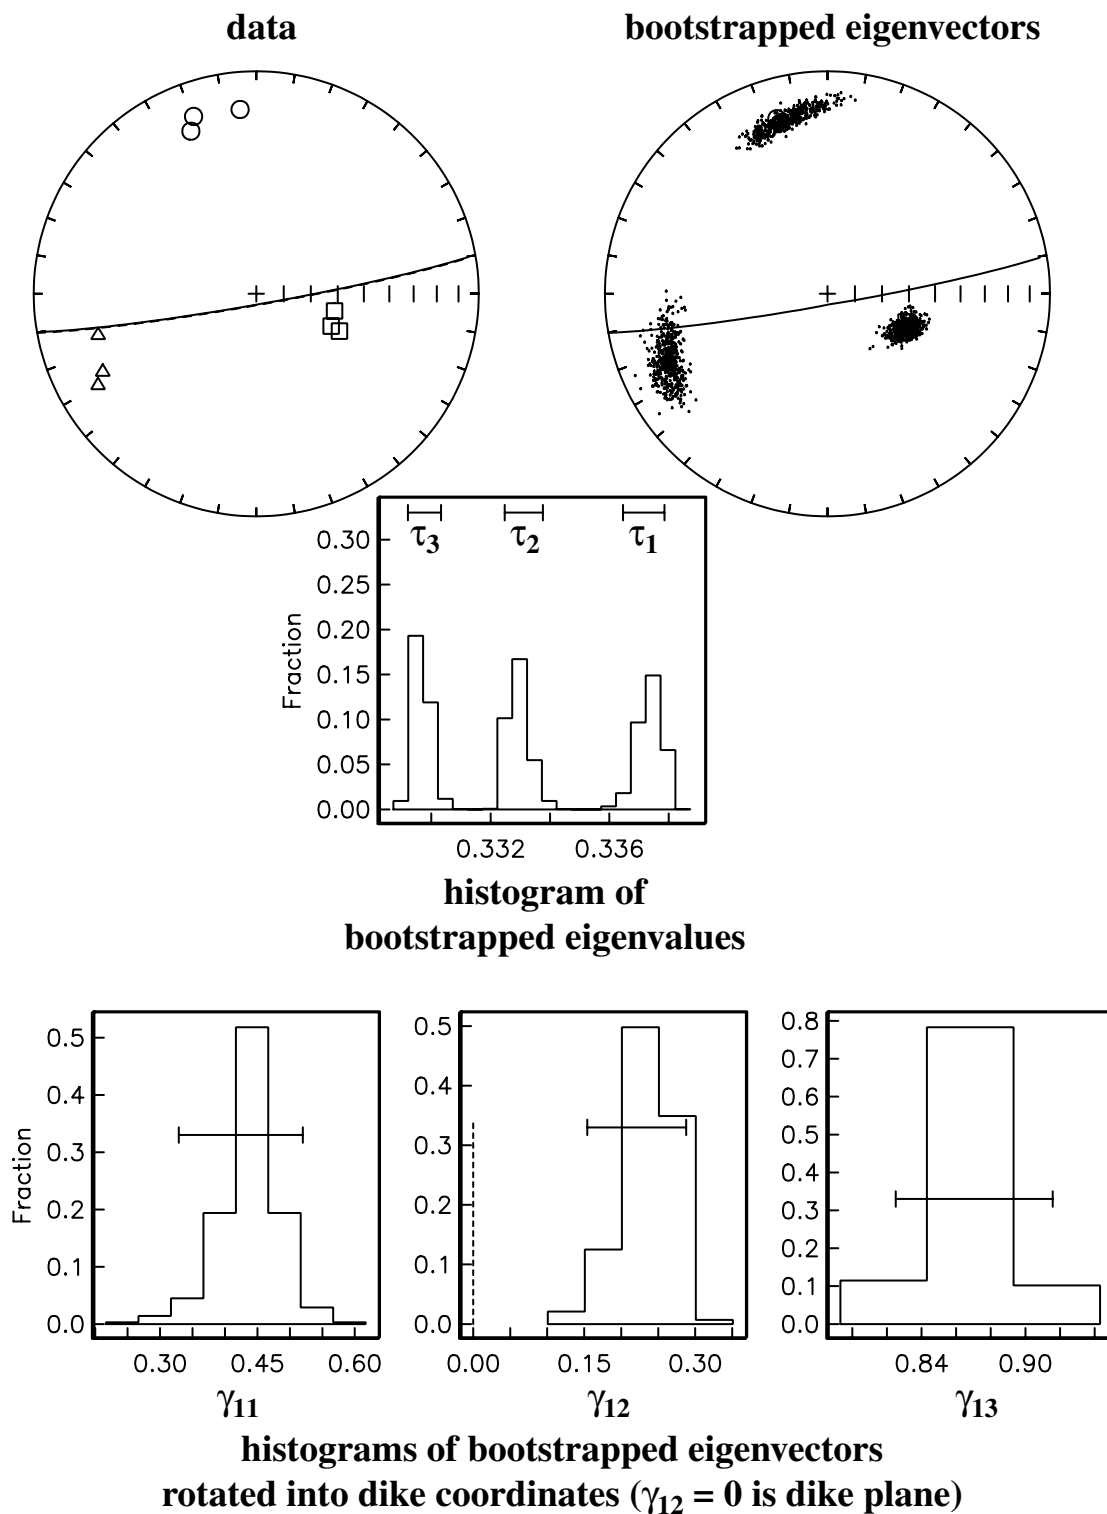 data
bootstrapped eigenvectors
τ3 τ2 τ1
0.30
0.25
0.20
0.15
0.10
0.05
0.00
Fraction
0.332 0.336
histogram of
bootstrapped eigenvalues
0.5
0.4
0.3
0.2
0.1
0.0
Fraction
0.30 0.45 0.60
γ11
0.5
0.4
0.3
0.2
0.1
0.0
0.00 0.15 0.30
γ12
0.8
0.7
0.6
0.5
0.4
0.3
0.2
0.1
0.0
0.84 0.90
γ13
histograms of bootstrapped eigenvectors
rotated into dike coordinates (γ12 = 0 is dike plane)